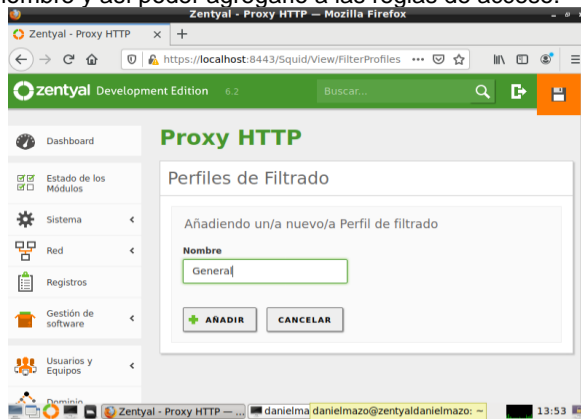 nombre y así poder agregarlo a las reglas de acceso.
Zentyal - Proxy HTTP — Mozilla Firefox
Zentyal - Proxy HTTP
https://localhost:8443/Squid/View/FilterProfiles
zentyal Development Edition 6.2 Buscar...
Dashboard
Estado de los
Módulos
Sistema
Red
Registros
Gestión de
software
Usuarios y
Equipos
Dominio
Proxy HTTP
Perfiles de Filtrado
Añadiendo un/a nuevo/a Perfil de filtrado
Nombre
General
AÑADIR CANCELAR
Zentyal - Proxy HTTP — ... danielma danielmazo@zentyaldanielmazo: ~ 13:53